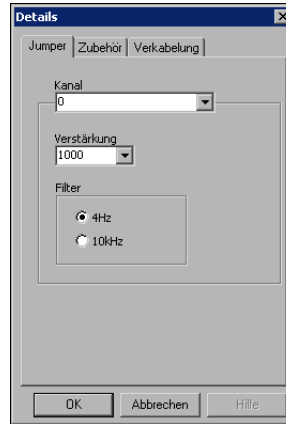 Details
Jumper Zubehör Verkabelung
Kanal
0
Verstärkung
1000
Filter
4Hz
10kHz
OK Abbrechen Hilfe